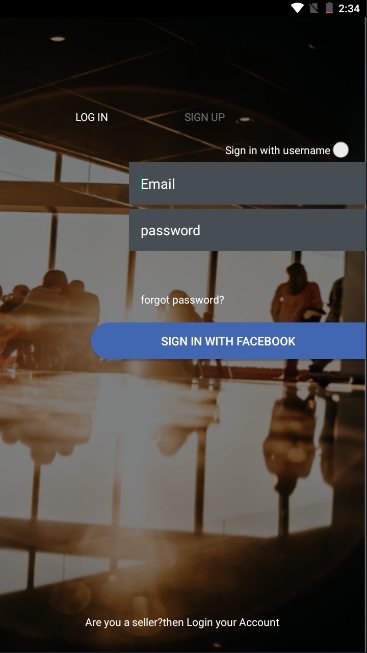 2:34
LOG IN
SIGN UP
Sign in with username
Email
password
forgot password?
SIGN IN WITH FACEBOOK
Are you a seller?then Login your Account